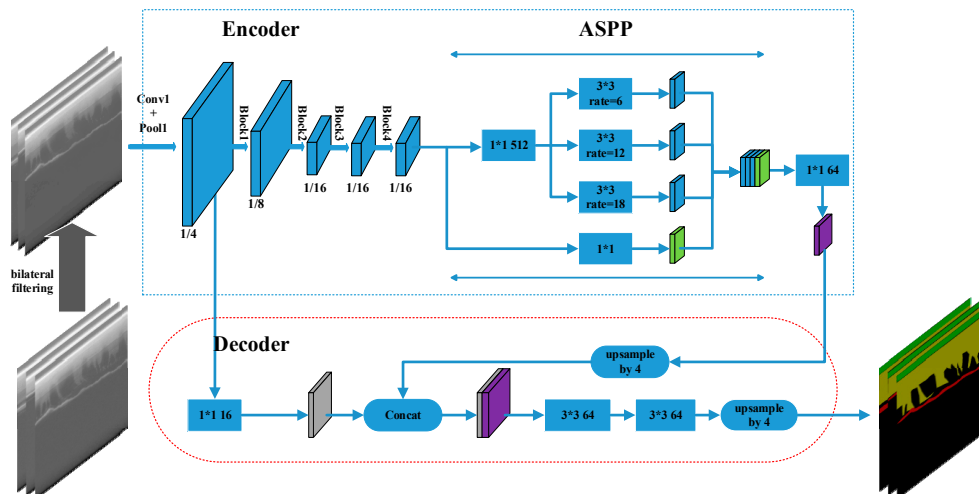 Encoder
ASPP
Conv1
+
Pool1
Block1
Block2
Block3
Block4
1/4
1/8
1/16
1/16
1/16
1*1 512
3*3
rate=6
3*3
rate=12
3*3
rate=18
1*1
1*1 64
bilateral
filtering
Decoder
upsample
by 4
1*1 16
Concat
3*3 64
3*3 64
upsample
by 4